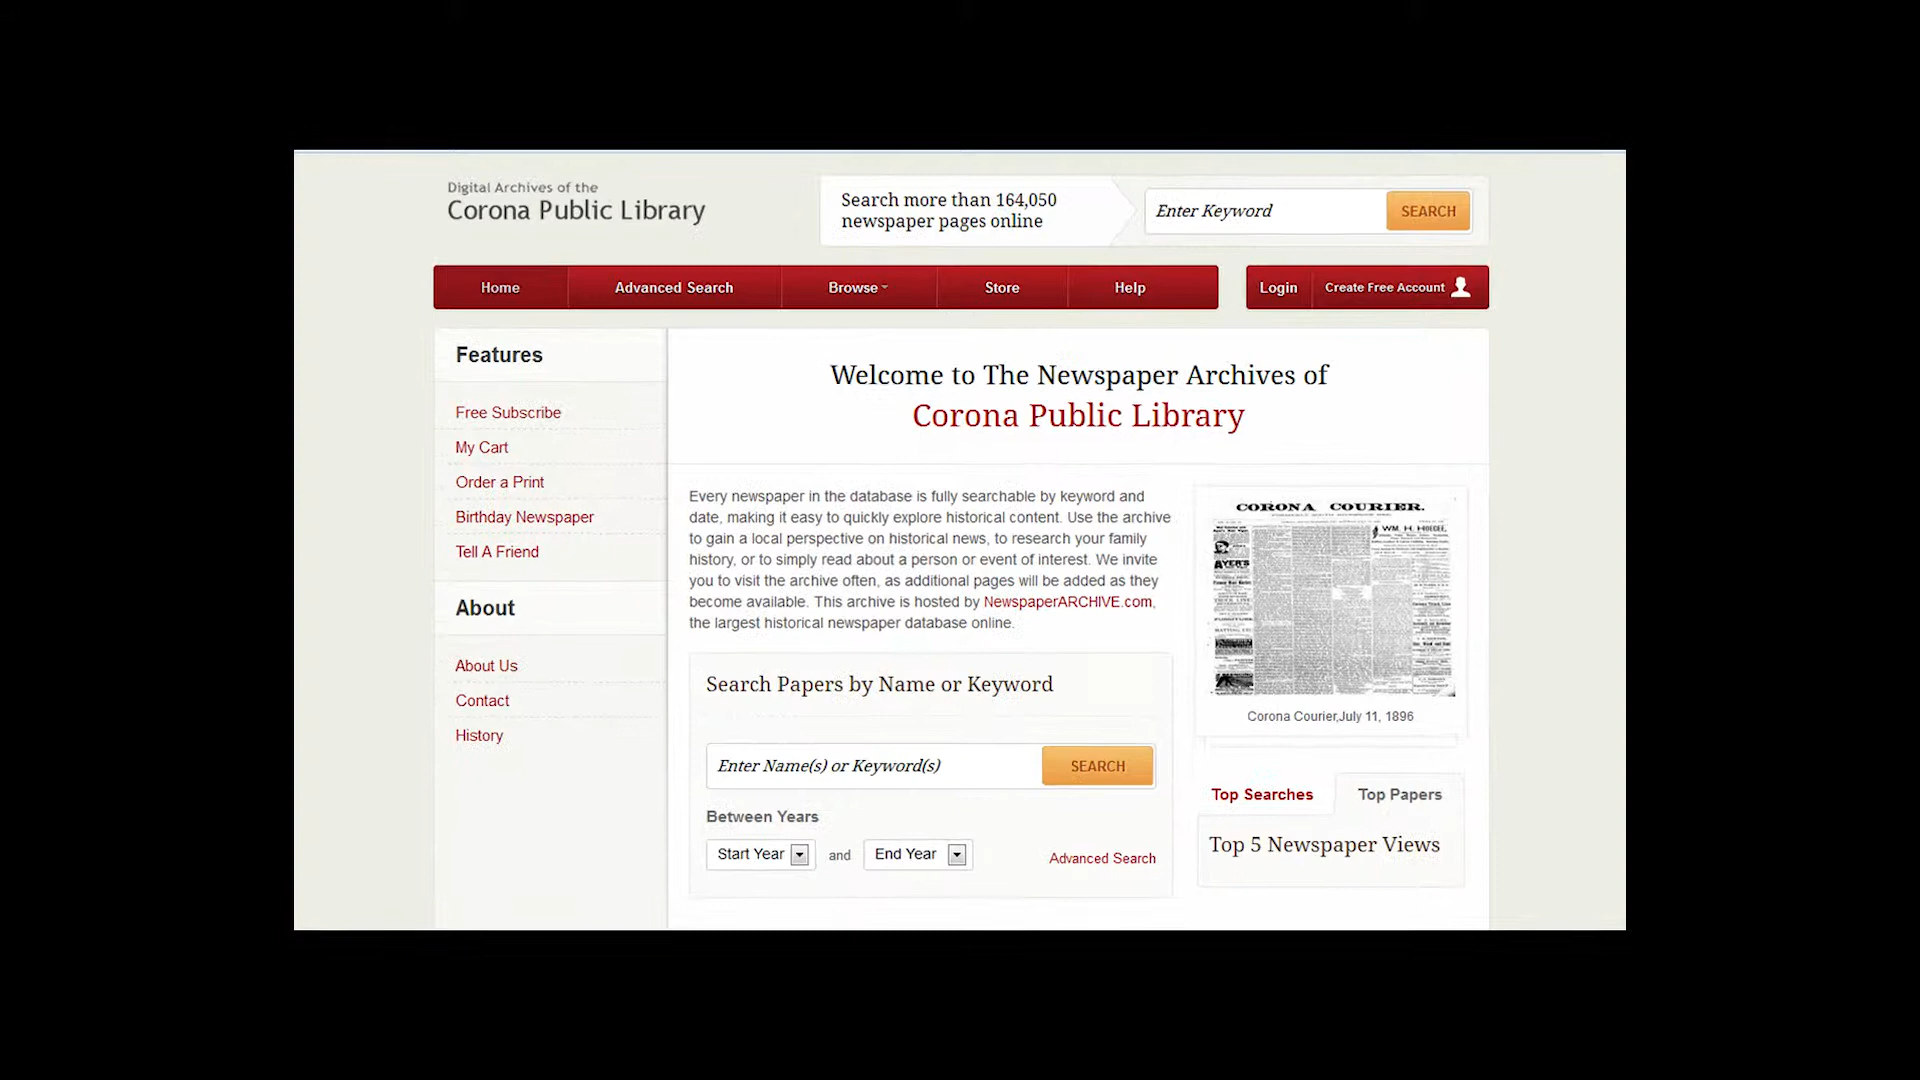 Digital Archives of the
Corona Public Library
Search more than 164,050
newspaper pages online
Enter Keyword
SEARCH
Home
Advanced Search
Browse
Store
Help
Login
Create Free Account
Features
Free Subscribe
My Cart
Order a Print
Birthday Newspaper
Tell A Friend
About
About Us
Contact
History
Welcome to The Newspaper Archives of
Corona Public Library
Every newspaper in the database is fully searchable by keyword and
date, making it easy to quickly explore historical content. Use the archive
to gain a local perspective on historical news, to research your family
history, or to simply read about a person or event of interest. We invite
you to visit the archive often, as additional pages will be added as they
become available. This archive is hosted by NewspaperARCHIVE.com,
the largest historical newspaper database online.
Search Papers by Name or Keyword
Enter Name(s) or Keyword(s)
SEARCH
Between Years
Start Year
and
End Year
Advanced Search
CORONA COURIER.
AYER'S
Corona Courier,July 11, 1896
Top Searches
Top Papers
Top 5 Newspaper Views